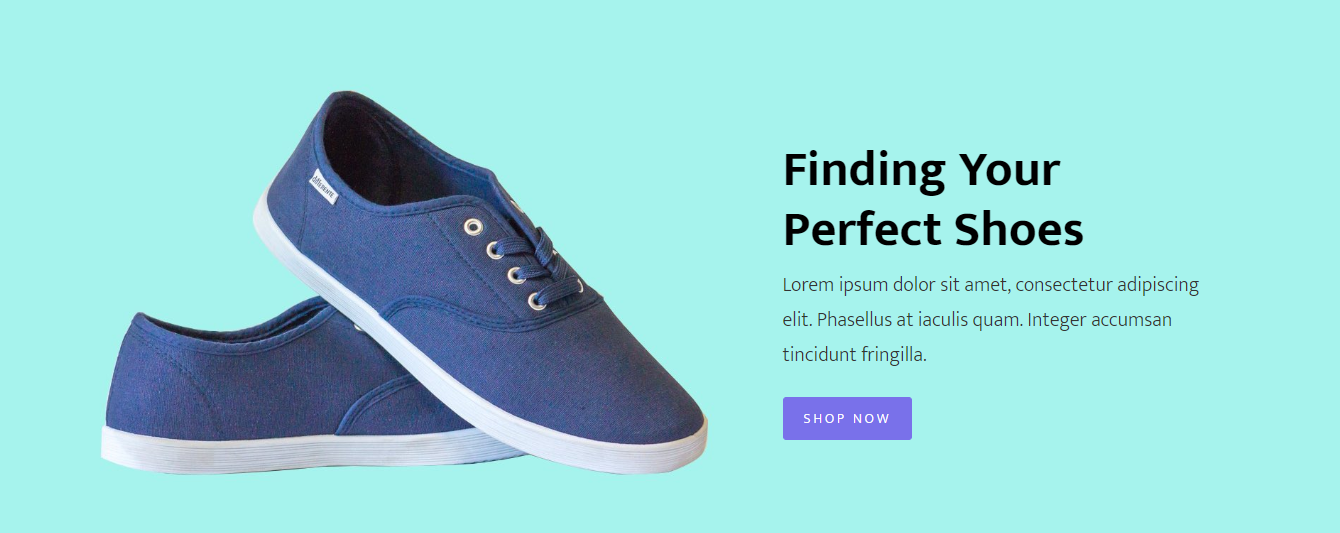 Finding Your
Perfect Shoes
Lorem ipsum dolor sit amet, consectetur adipiscing
elit. Phasellus at iaculis quam. Integer accumsan
tincidunt fringilla.
SHOP NOW